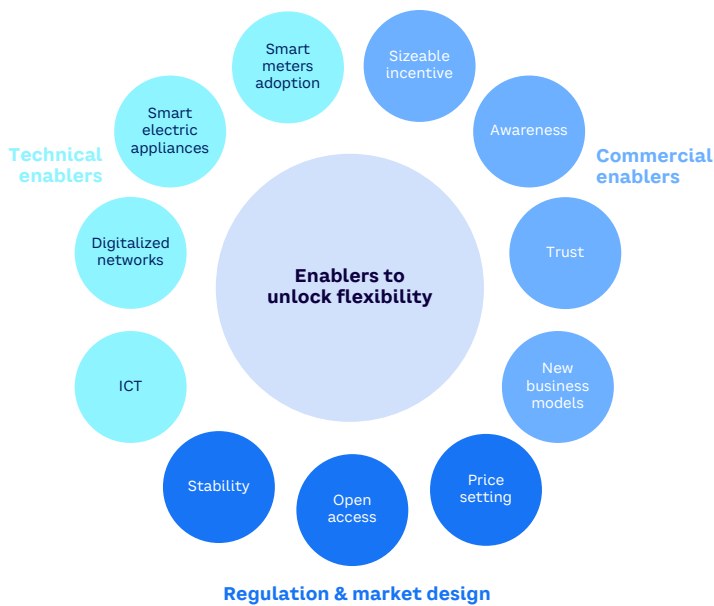 Smart
meters
adoption
Sizeable
incentive
Smart
electric
appliances
Awareness
Technical
enablers
Commercial
enablers
Digitalized
networks
Trust
Enablers to
unlock flexibility
ICT
New
business
models
Stability
Open
access
Price
setting
Regulation & market design